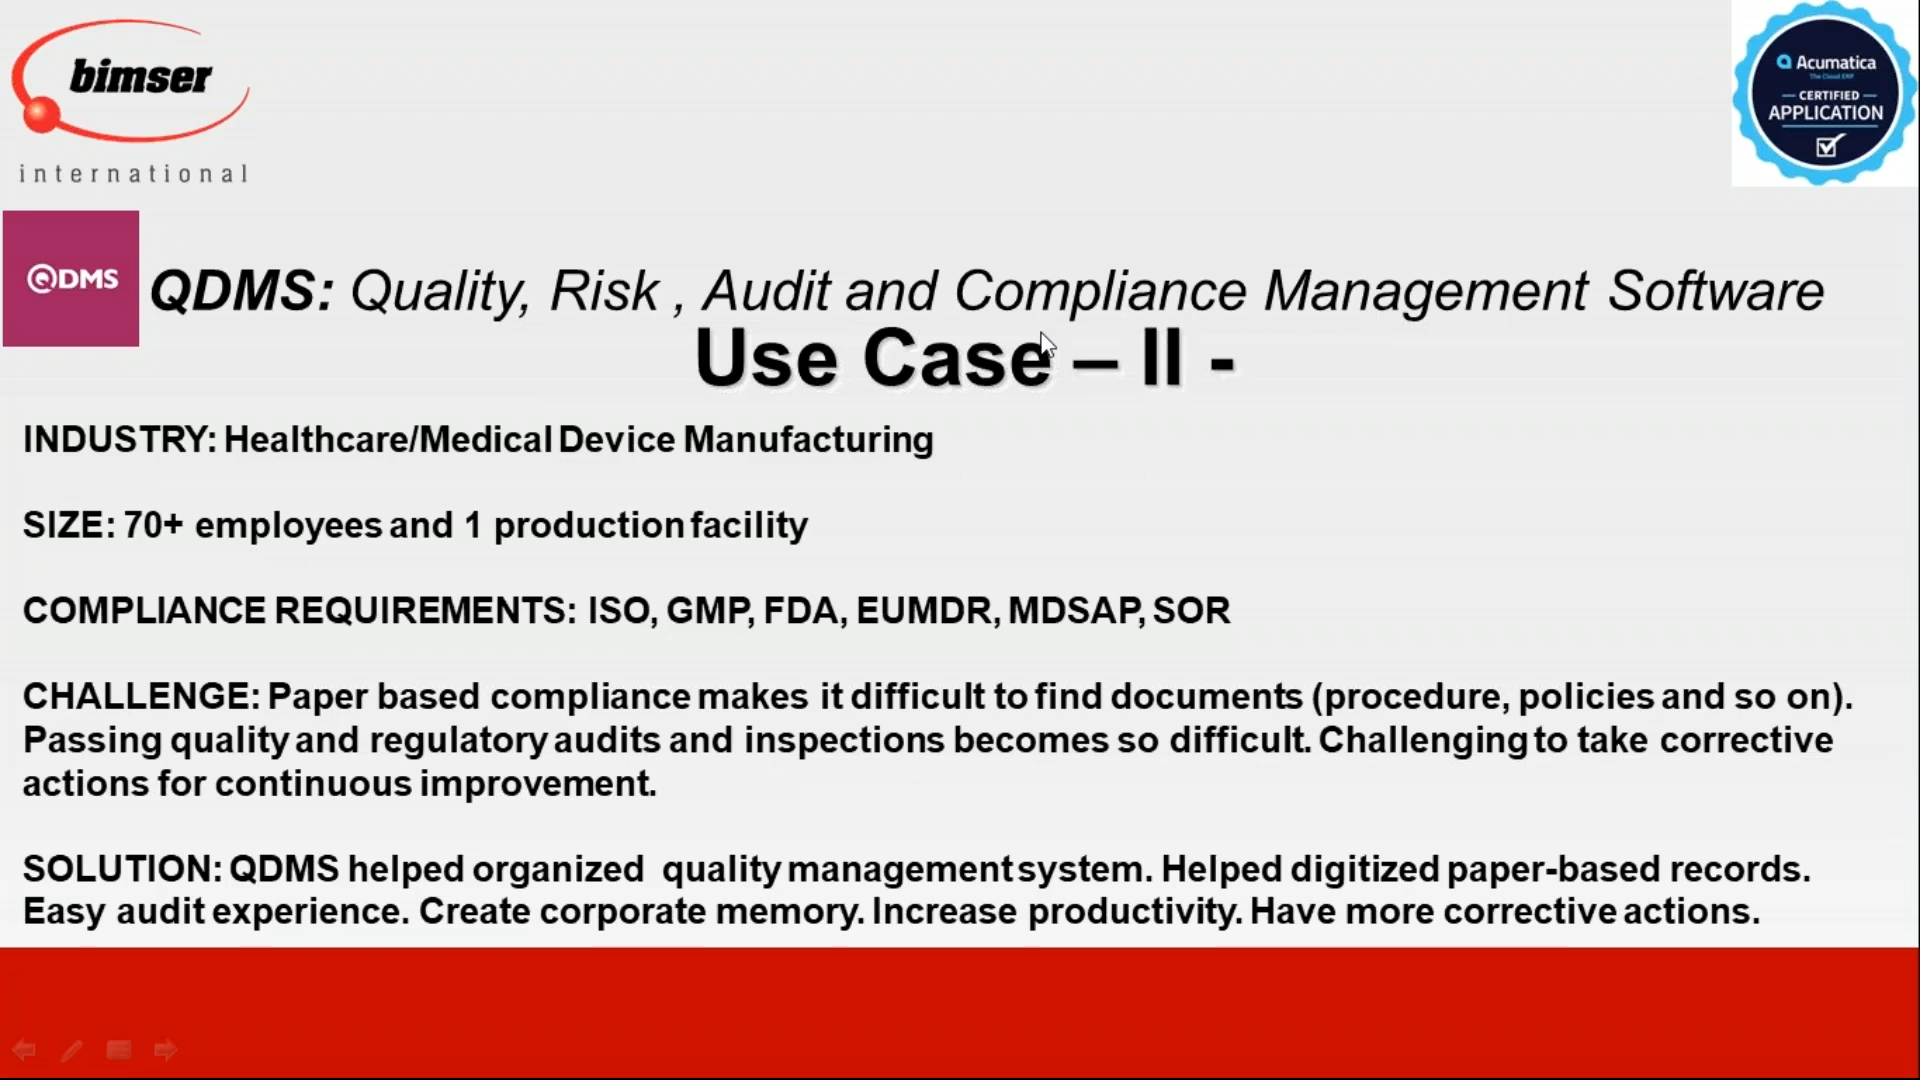 bimser
international
Acumatica
The Cloud ERP
CERTIFIED
APPLICATION
QDMS
QDMS: Quality, Risk , Audit and Compliance Management Software
Use Case – II -
INDUSTRY: Healthcare/Medical Device Manufacturing
SIZE: 70+ employees and 1 production facility
COMPLIANCE REQUIREMENTS: ISO, GMP, FDA, EUMDR, MDSAP, SOR
CHALLENGE: Paper based compliance makes it difficult to find documents (procedure, policies and so on).
Passing quality and regulatory audits and inspections becomes so difficult. Challenging to take corrective
actions for continuous improvement.
SOLUTION: QDMS helped organized quality management system. Helped digitized paper-based records.
Easy audit experience. Create corporate memory. Increase productivity. Have more corrective actions.